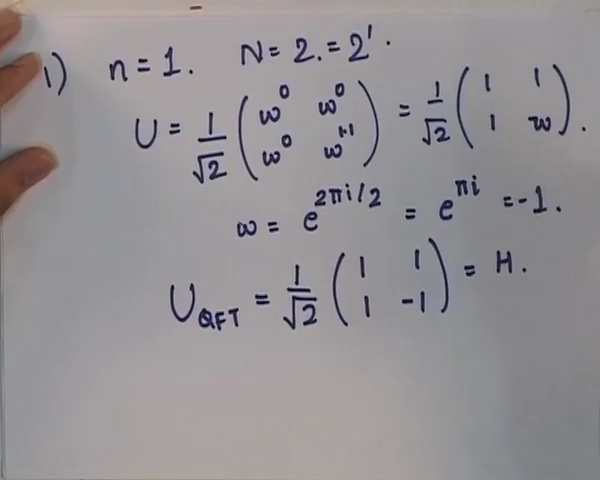 1) n = 1. N = 2. = 2¹.
U = 1/√2 (ω⁰ ω⁰; ω⁰ ω¹·¹) = 1/√2 (1 1; 1 ω).
ω = e^{2πi/2} = e^{πi} = -1.
U_QFT = 1/√2 (1 1; 1 -1) = H.